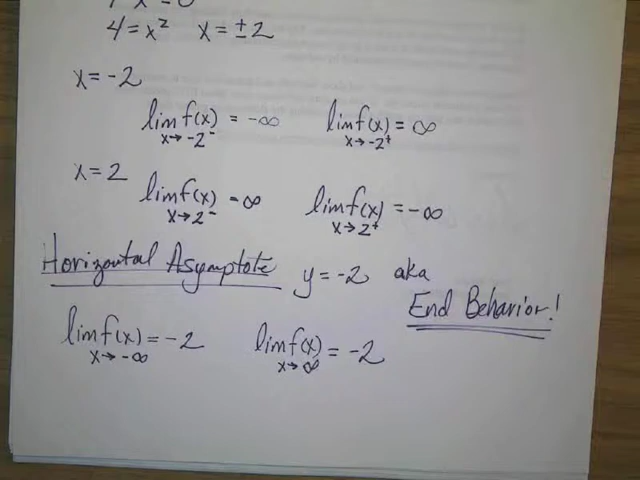 4 = x² x = ±2
x = -2
lim f(x) = -∞ lim f(x) = ∞
x → -2⁻ x → -2⁺
x = 2
lim f(x) = ∞ lim f(x) = -∞
x → 2⁻ x → 2⁺
Horizontal Asymptote y = -2 aka
End Behavior!
lim f(x) = -2 lim f(x) = -2
x → -∞ x → ∞